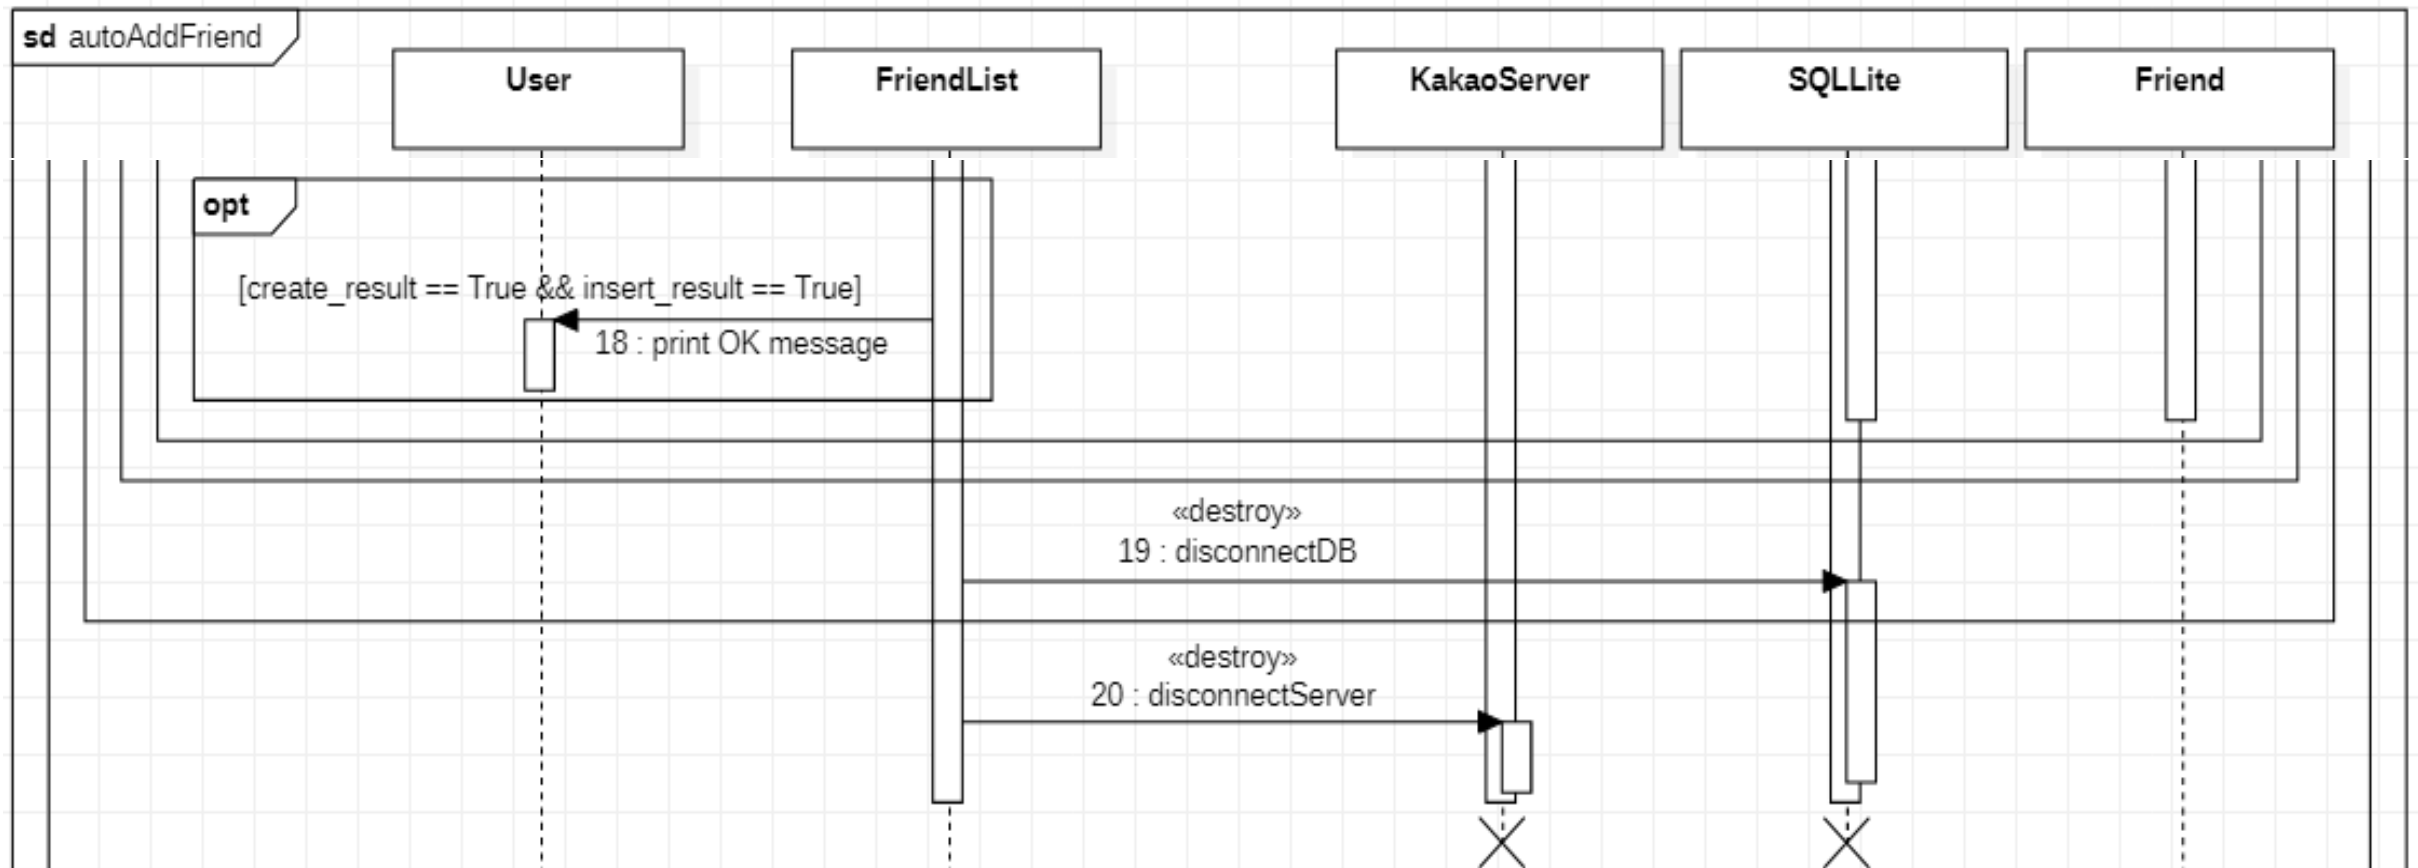 sd autoAddFriend
User
FriendList
KakaoServer
SQLLite
Friend
opt
[create_result == True && insert_result == True]
18 : print OK message
«destroy»
19 : disconnectDB
«destroy»
20 : disconnectServer